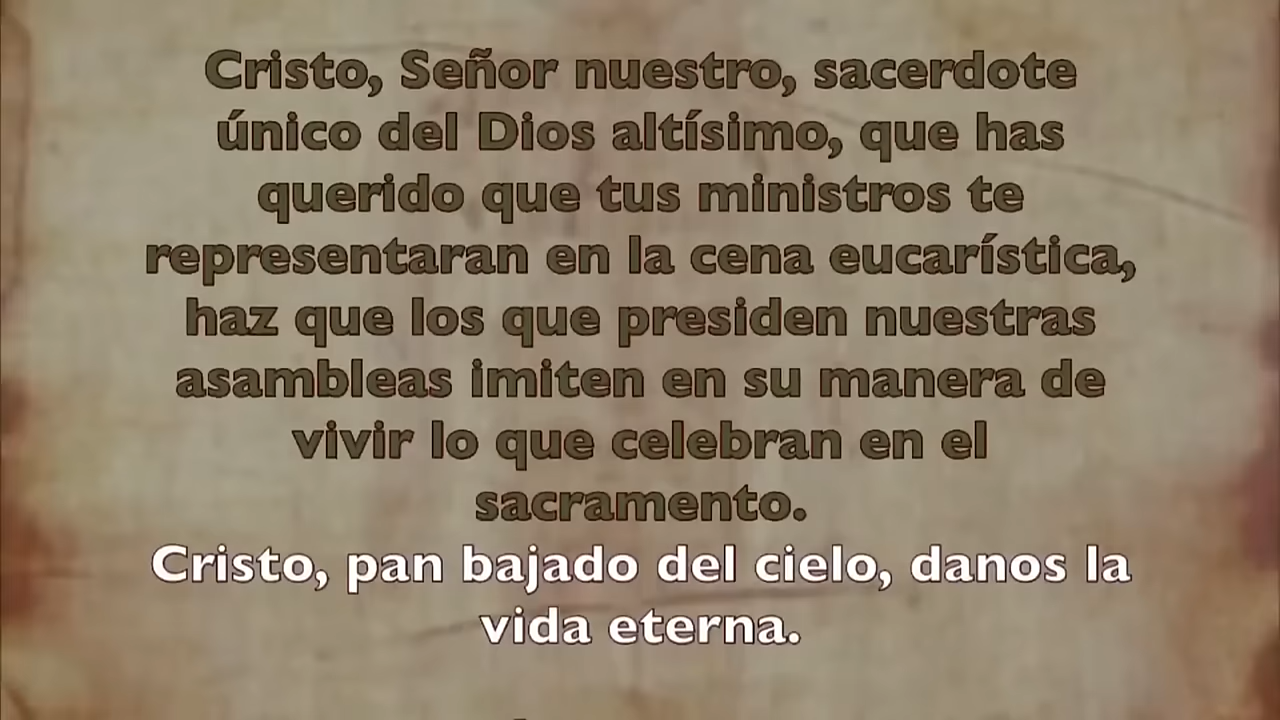 Cristo, Señor nuestro, sacerdote
único del Dios altísimo, que has
querido que tus ministros te
representaran en la cena eucarística,
haz que los que presiden nuestras
asambleas imiten en su manera de
vivir lo que celebran en el
sacramento.
Cristo, pan bajado del cielo, danos la
vida eterna.